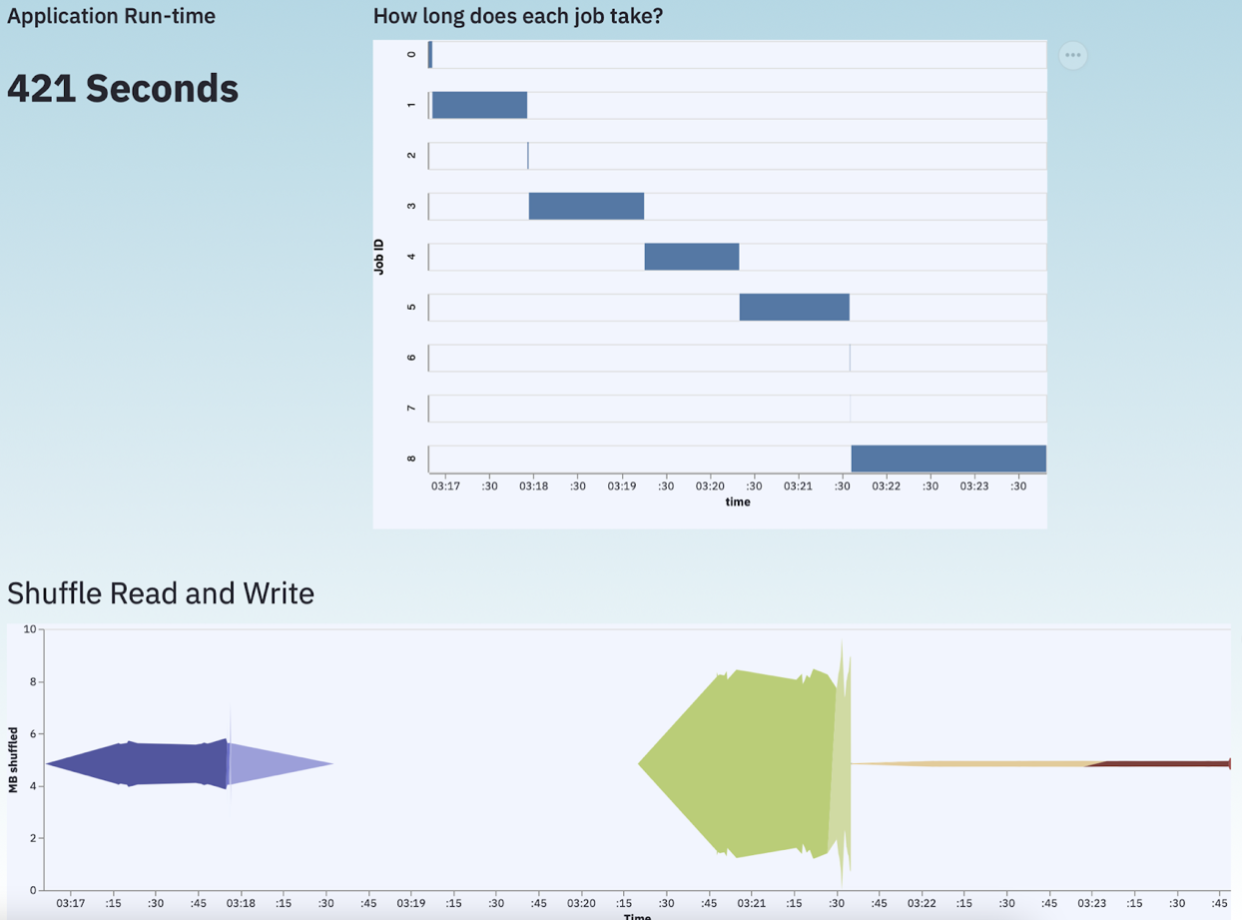 Application Run-time
421 Seconds
How long does each job take?
0
1
2
3
4
5
6
7
8
Job ID
03:17 :30 03:18 :30 03:19 :30 03:20 :30 03:21 :30 03:22 :30 03:23 :30
time
Shuffle Read and Write
10
8
6
4
2
0
MB shuffled
03:17 :15 :30 :45 03:18 :15 :30 :45 03:19 :15 :30 :45 03:20 :15 :30 :45 03:21 :15 :30 :45 03:22 :15 :30 :45 03:23 :15 :30 :45
Time